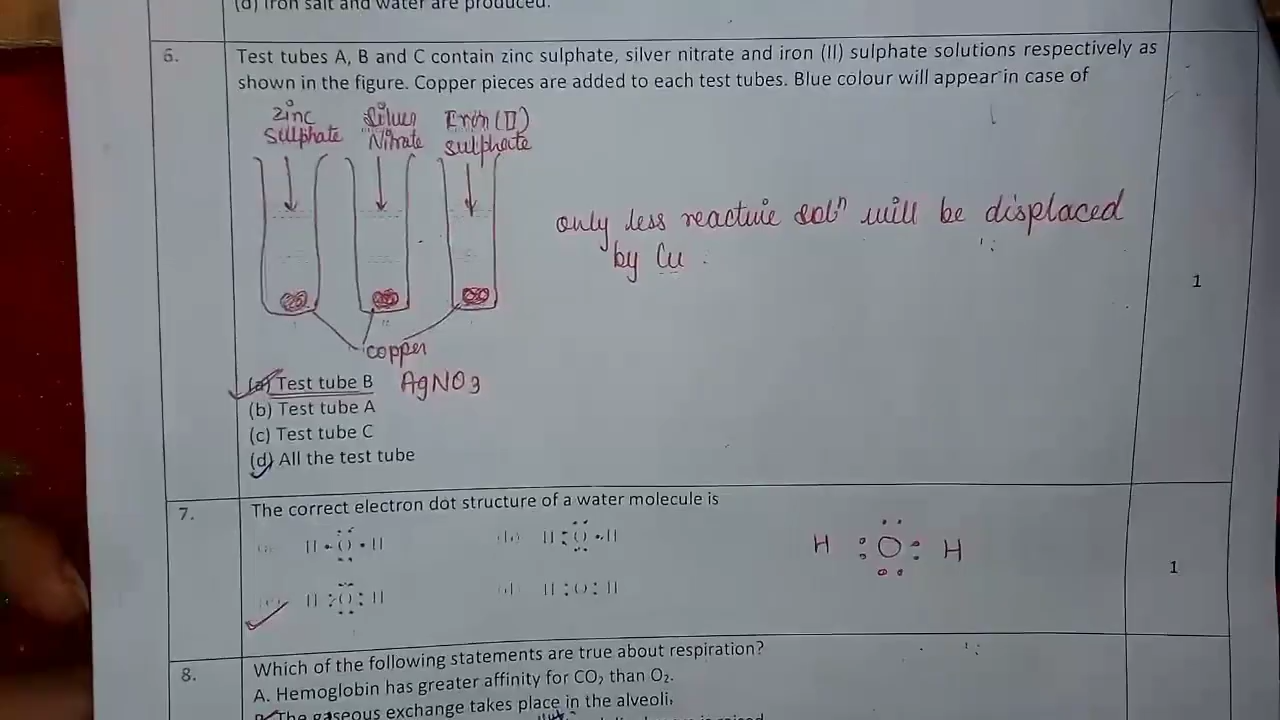 (d) Iron salt and water are produced.
6. Test tubes A, B and C contain zinc sulphate, silver nitrate and iron (II) sulphate solutions respectively as
shown in the figure. Copper pieces are added to each test tubes. Blue colour will appear in case of
Zinc Sulphate
Silver Nitrate
Iron (II) sulphate
only less reactive solⁿ will be displaced
by Cu
1
copper
(a) Test tube B AgNO3
(b) Test tube A
(c) Test tube C
(d) All the test tube
7. The correct electron dot structure of a water molecule is
H O H
1
8. Which of the following statements are true about respiration?
A. Hemoglobin has greater affinity for CO₂ than O₂.
B. The gaseous exchange takes place in the alveoli,